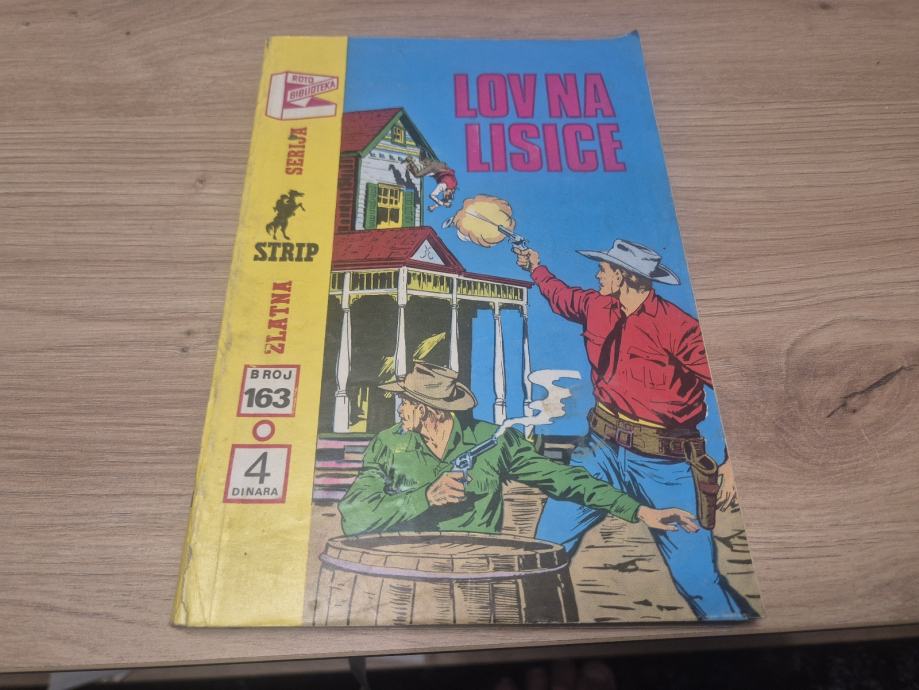 ROTO
BIBLIOTEKA
ZLATNA
SERIJA
STRIP
BROJ
163
4
DINARA
LOV NA
LISICE